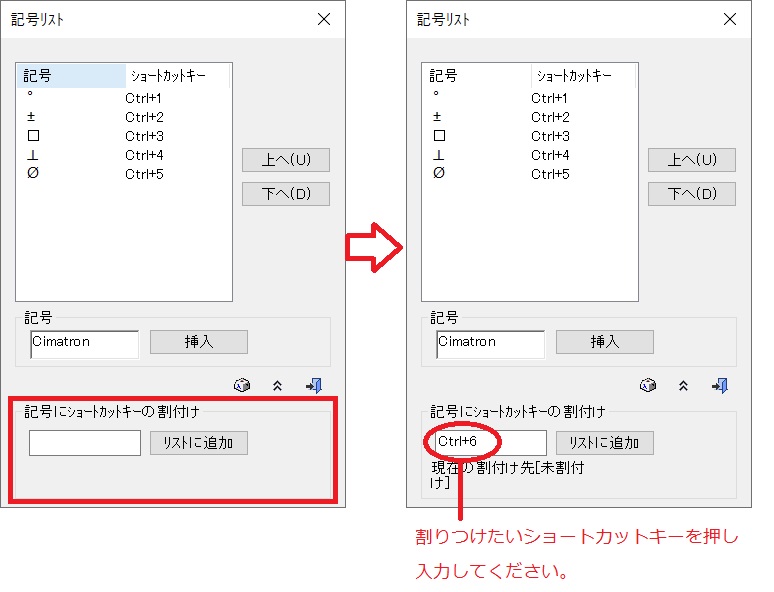 記号リスト
記号 ショートカットキー
° Ctrl+1
± Ctrl+2
□ Ctrl+3
⊥ Ctrl+4
Ø Ctrl+5
上へ(U)
下へ(D)
記号
Cimatron 挿入
記号にショートカットキーの割付け
リストに追加
記号リスト
記号 ショートカットキー
° Ctrl+1
± Ctrl+2
□ Ctrl+3
⊥ Ctrl+4
Ø Ctrl+5
上へ(U)
下へ(D)
記号
Cimatron 挿入
記号にショートカットキーの割付け
Ctrl+6 リストに追加
現在の割付け先[未割付
け]
割りつけたいショートカットキーを押し
入力してください。